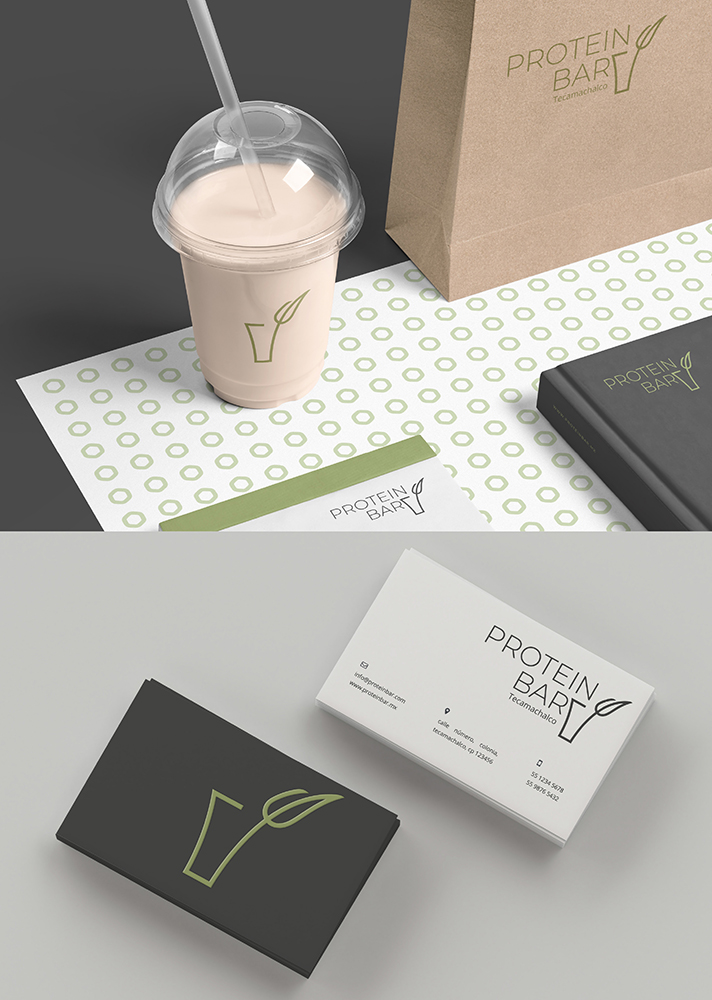 PROTEIN
BAR
Tecamachalco
PROTEIN
BAR
PROTEIN
BAR
PROTEIN
BAR
Tecamachalco
info@proteinbar.com
www.proteinbar.mx
calle número, colonia,
tecamachalco, cp 123456
55 1234 5678
55 9876 5432